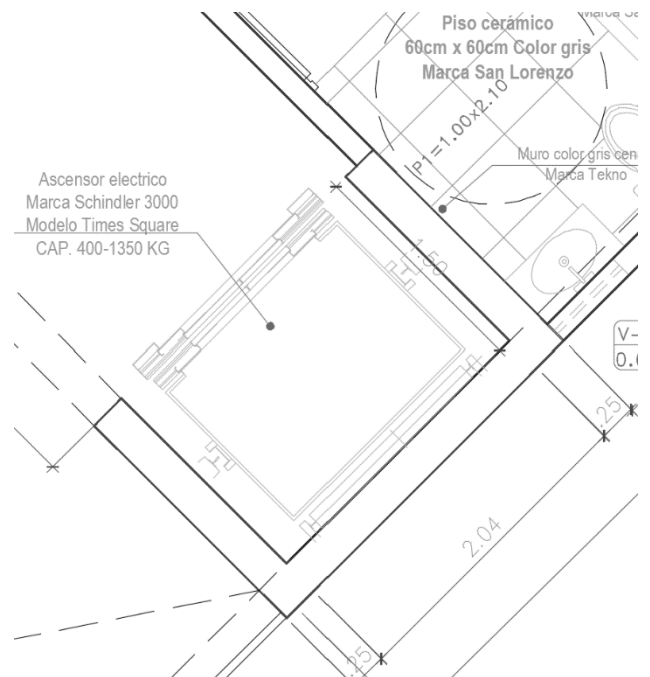 Piso cerámico
60cm x 60cm Color gris
Marca San Lorenzo
P1=1.00x2.10
Muro color gris cen
Marca Tekno
Ascensor electrico
Marca Schindler 3000
Modelo Times Square
CAP. 400-1350 KG
1.50
V-
.25
2.04
.25